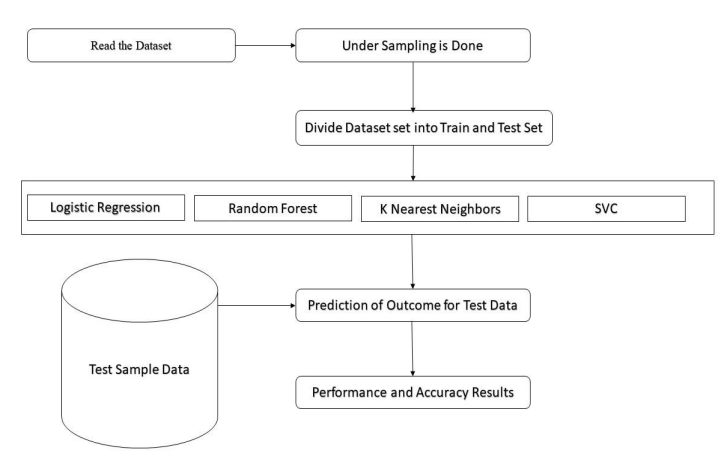 Read the Dataset
Under Sampling is Done
Divide Dataset set into Train and Test Set
Logistic Regression
Random Forest
K Nearest Neighbors
SVC
Prediction of Outcome for Test Data
Test Sample Data
Performance and Accuracy Results